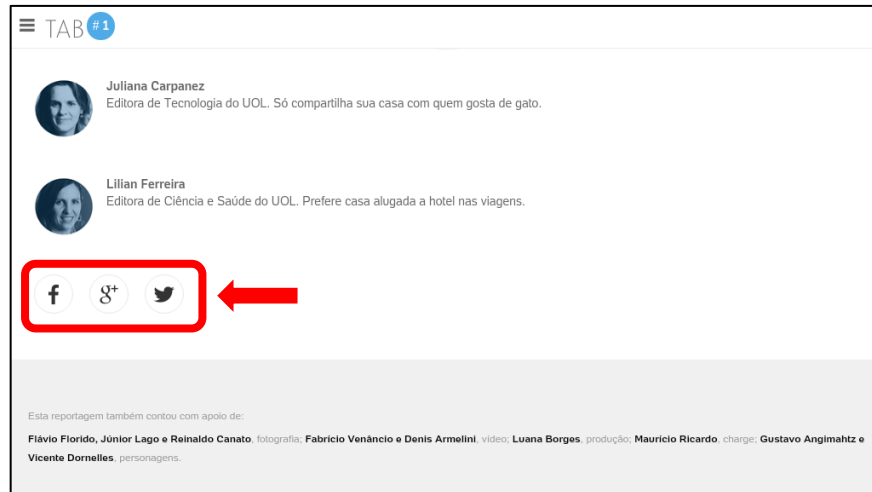 TAB #1
Juliana Carpanez
Editora de Tecnologia do UOL. Só compartilha sua casa com quem gosta de gato.
Lilian Ferreira
Editora de Ciência e Saúde do UOL. Prefere casa alugada a hotel nas viagens.
f g+
Esta reportagem também contou com apoio de:
Flávio Florido, Júnior Lago e Reinaldo Canato, fotografia; Fabrício Venâncio e Denis Armelini, vídeo; Luana Borges, produção; Maurício Ricardo, charge; Gustavo Angimahtz e
Vicente Dornelles, personagens.